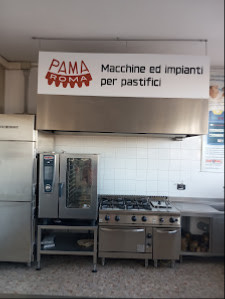 PAMA
ROMA
Macchine ed impianti
per pastifici